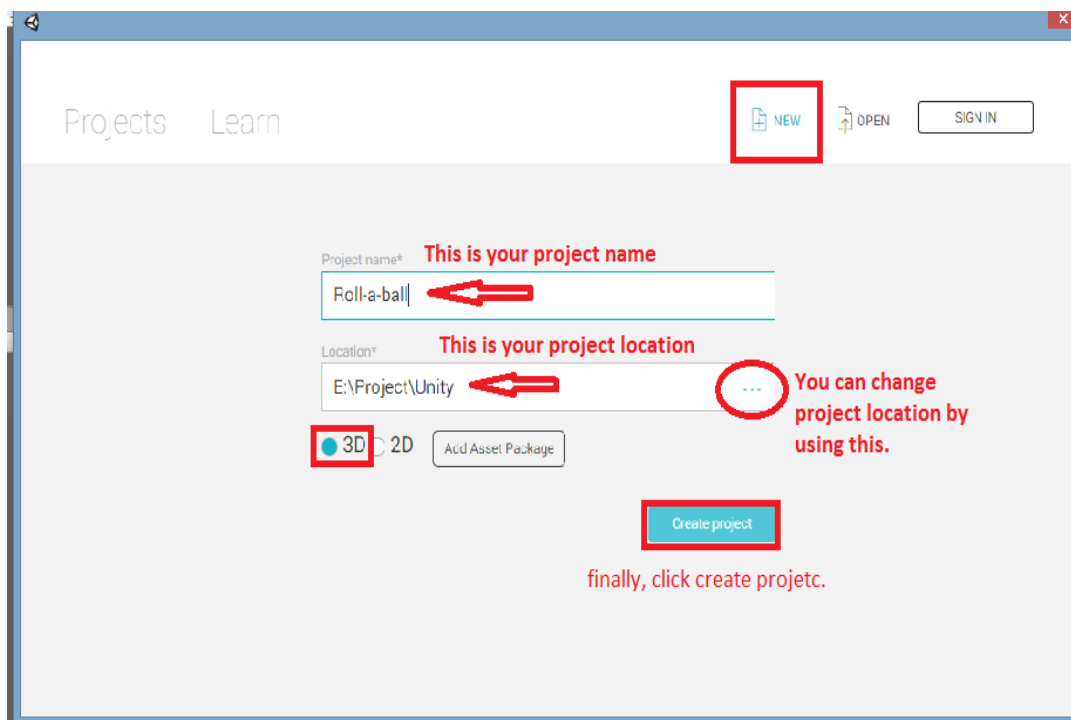 Projects Learn NEW OPEN SIGN IN
Project name* This is your project name
Roll-a-ball
Location* This is your project location
E:\Project\Unity ...
You can change
project location by
using this.
3D 2D Add Asset Package
Create project
finally, click create projetc.